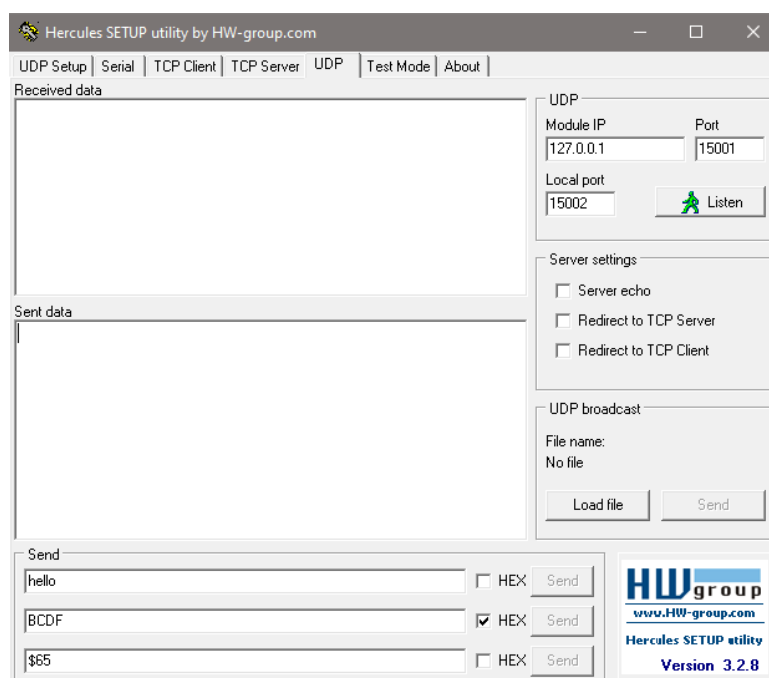 Hercules SETUP utility by HW-group.com
UDP Setup Serial TCP Client TCP Server UDP Test Mode About
Received data
UDP
Module IP Port
127.0.0.1 15001
Local port
15002 Listen
Server settings
Server echo
Redirect to TCP Server
Redirect to TCP Client
Sent data
UDP broadcast
File name:
No file
Load file Send
Send
hello HEX Send
BCDF HEX Send
$65 HEX Send
HWgroup
www.HW-group.com
Hercules SETUP utility
Version 3.2.8